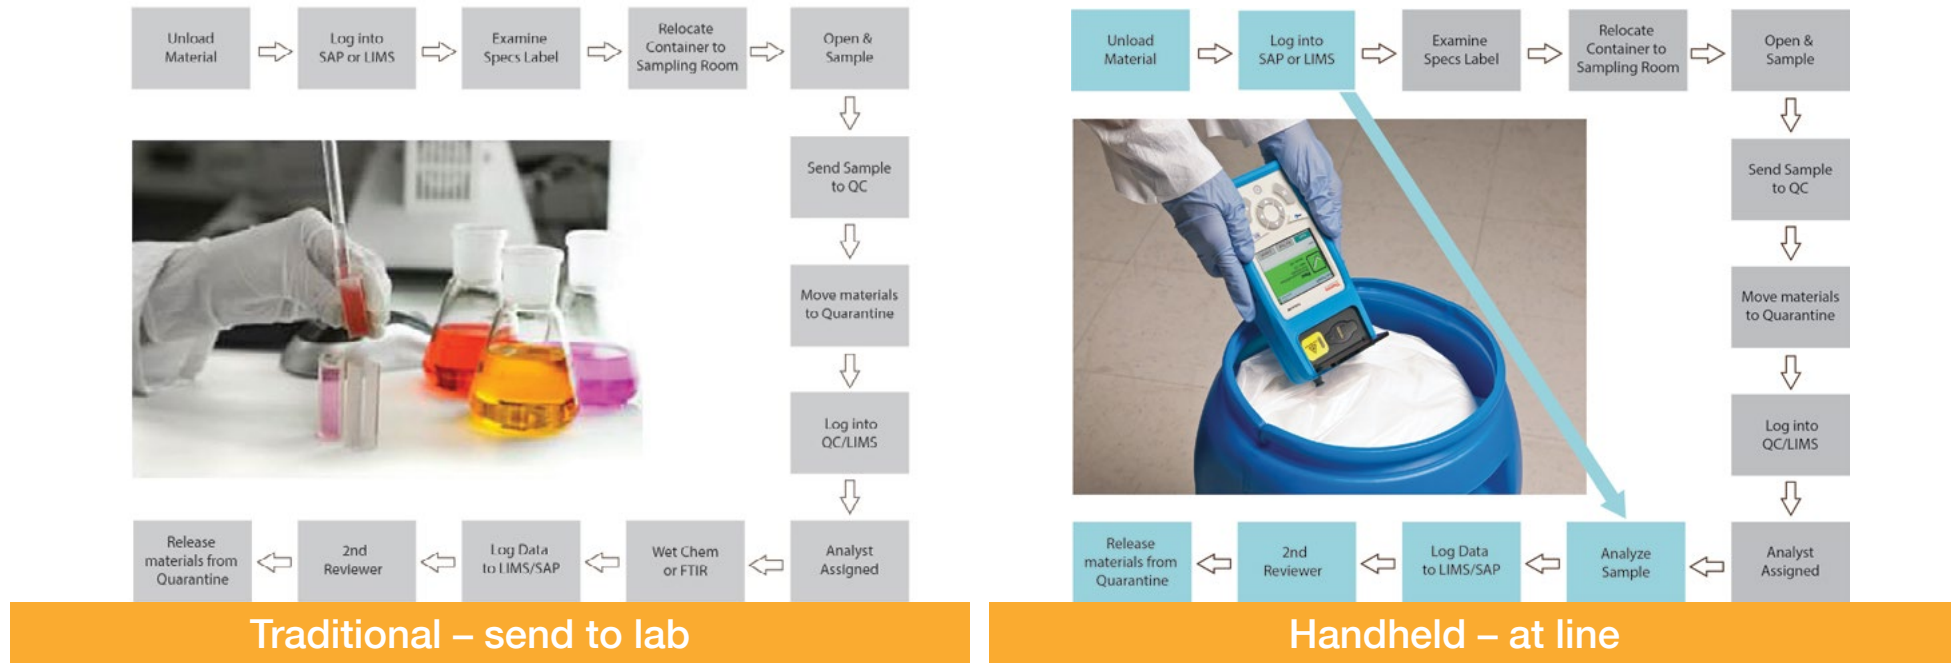 Unload
Material
Log into
SAP or LIMS
Examine
Specs Label
Relocate
Container to
Sampling Room
Open &
Sample
Send Sample
to QC
Move materials
to Quarantine
Log into
QC/LIMS
Analyst
Assigned
Wet Chem
or FTIR
Log Data
to LIMS/SAP
2nd
Reviewer
Release
materials from
Quarantine
Traditional – send to lab
Unload
Material
Log into
SAP or LIMS
Examine
Specs Label
Relocate
Container to
Sampling Room
Open &
Sample
Send Sample
to QC
Move materials
to Quarantine
Log into
QC/LIMS
Analyst
Assigned
Analyze
Sample
Log Data
to LIMS/SAP
2nd
Reviewer
Release
materials from
Quarantine
Handheld – at line